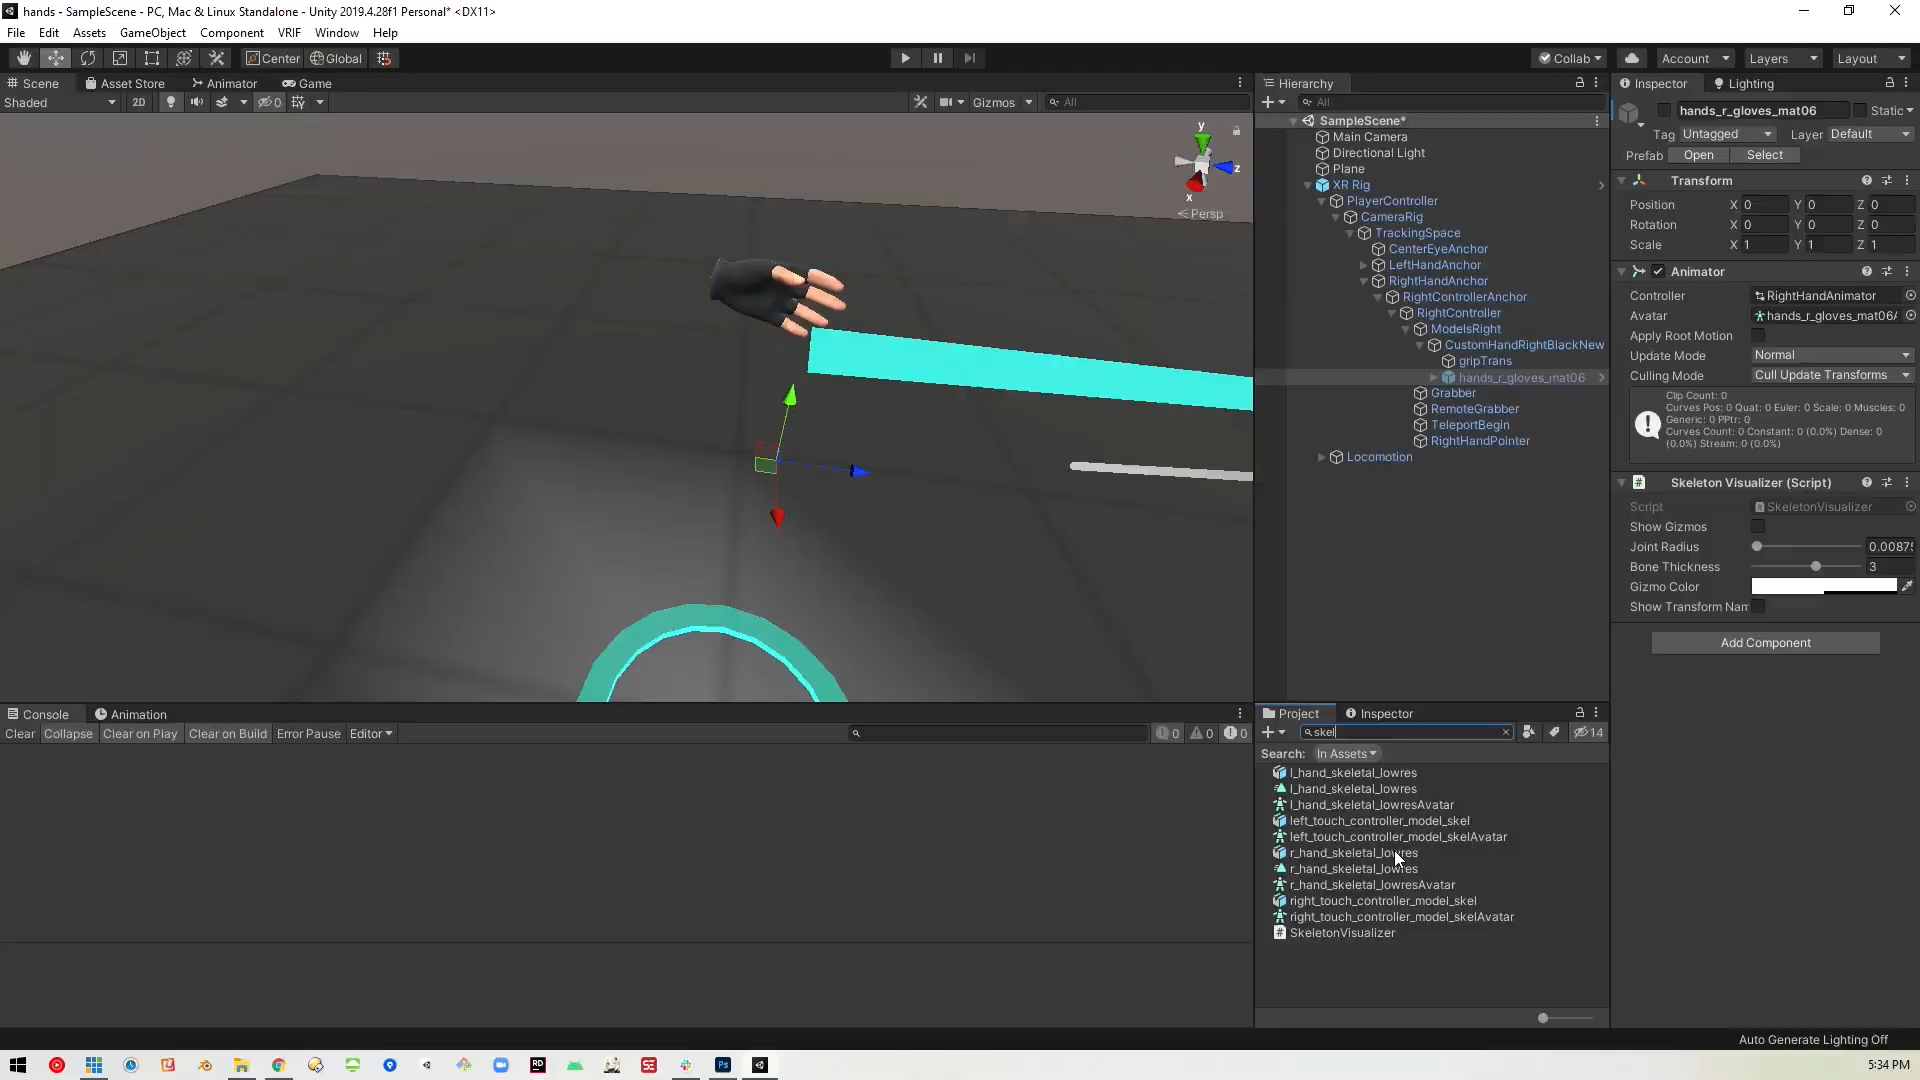 hands - SampleScene - PC, Mac & Linux Standalone - Unity 2019.4.28f1 Personal* <DX11>
File Edit Assets GameObject Component VRIF Window Help
Center Global
Collab Account Layers Layout
Scene Asset Store Animator Game
Shaded 2D 0 Gizmos All
y
z
x
Persp
Hierarchy
All
SampleScene*
Main Camera
Directional Light
Plane
XR Rig
PlayerController
CameraRig
TrackingSpace
CenterEyeAnchor
LeftHandAnchor
RightHandAnchor
RightControllerAnchor
RightController
ModelsRight
CustomHandRightBlackNew
gripTrans
hands_r_gloves_mat06
Grabber
RemoteGrabber
TeleportBegin
RightHandPointer
Locomotion
Inspector Lighting
hands_r_gloves_mat06 Static
Tag Untagged Layer Default
Prefab Open Select
Transform
Position X 0 Y 0 Z 0
Rotation X 0 Y 0 Z 0
Scale X 1 Y 1 Z 1
Animator
Controller RightHandAnimator
Avatar hands_r_gloves_mat06A
Apply Root Motion
Update Mode Normal
Culling Mode Cull Update Transforms
Clip Count: 0
Curves Pos: 0 Quat: 0 Euler: 0 Scale: 0 Muscles: 0
Generic: 0 PPtr: 0
Curves Count: 0 Constant: 0 (0.0%) Dense: 0
(0.0%) Stream: 0 (0.0%)
Skeleton Visualizer (Script)
Script SkeletonVisualizer
Show Gizmos
Joint Radius 0.0087
Bone Thickness 3
Gizmo Color
Show Transform Nam
Add Component
Console Animation
Clear Collapse Clear on Play Clear on Build Error Pause Editor 0 0 0
Project Inspector
skel 14
Search: In Assets
l_hand_skeletal_lowres
l_hand_skeletal_lowres
l_hand_skeletal_lowresAvatar
left_touch_controller_model_skel
left_touch_controller_model_skelAvatar
r_hand_skeletal_lowres
r_hand_skeletal_lowres
r_hand_skeletal_lowresAvatar
right_touch_controller_model_skel
right_touch_controller_model_skelAvatar
SkeletonVisualizer
Auto Generate Lighting Off
RD SE Ps
5:34 PM